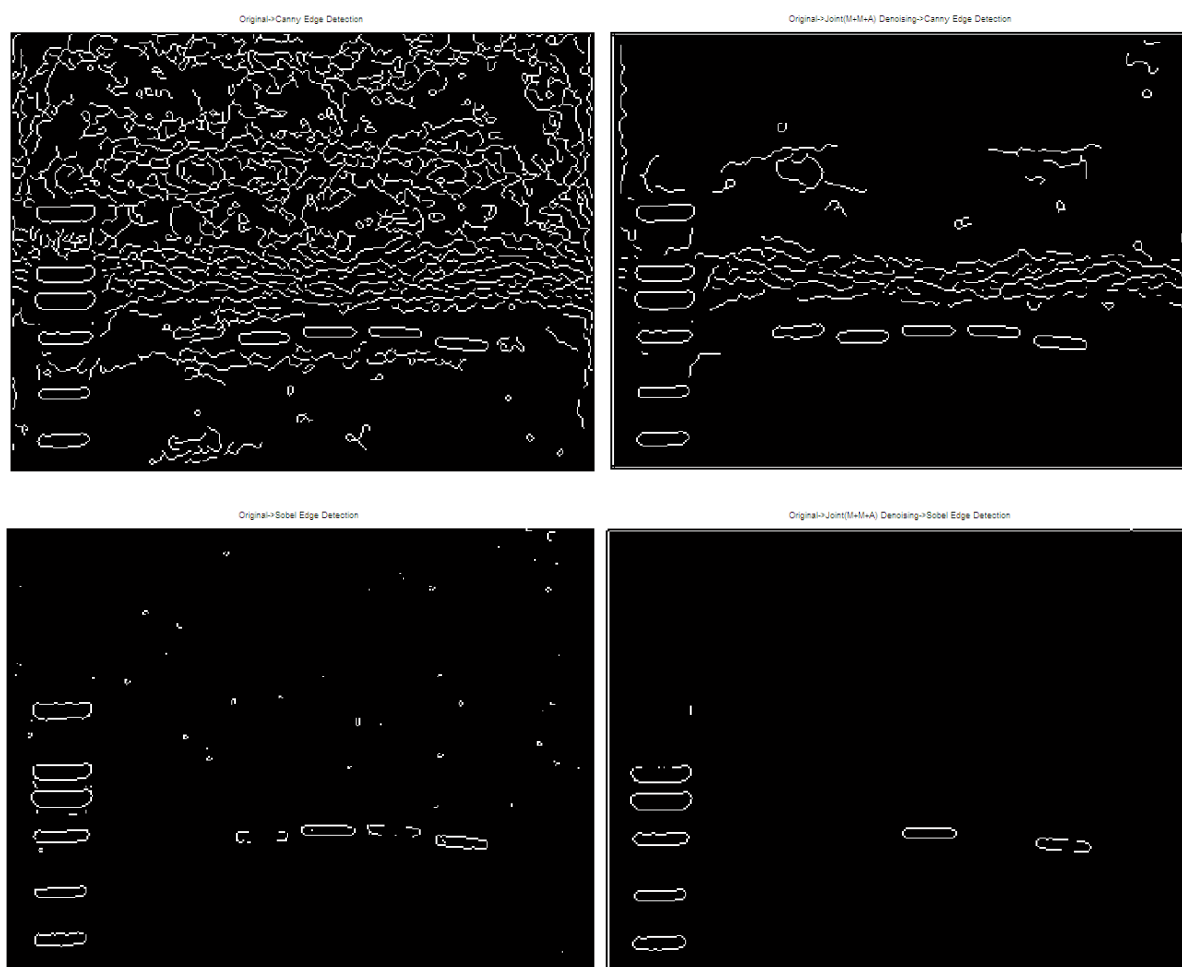 Original->Canny Edge Detection
Original->Joint(M+M+A) Denoising->Canny Edge Detection
Original->Sobel Edge Detection
Original->Joint(M+M+A) Denoising->Sobel Edge Detection